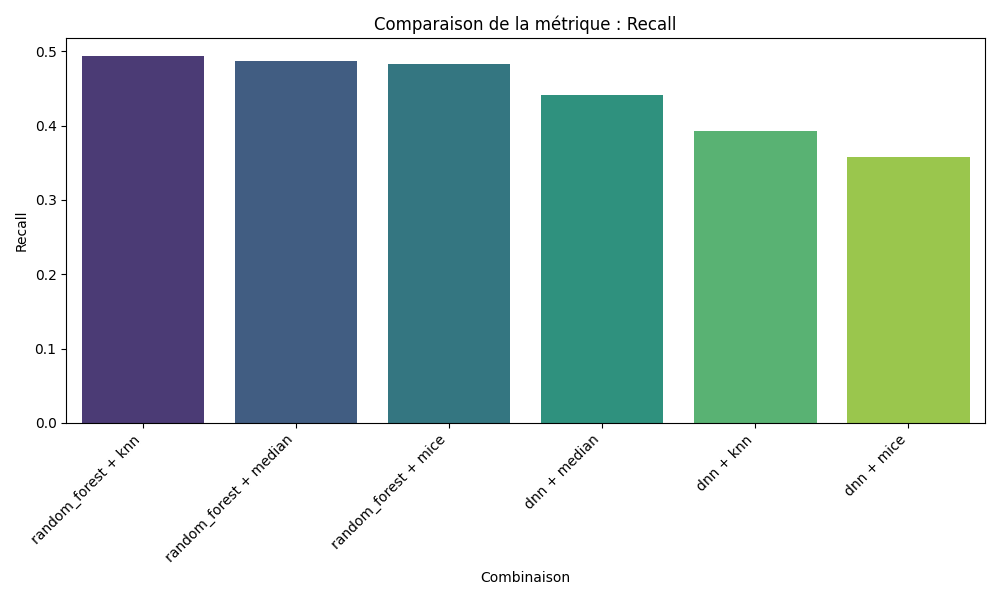 Comparaison de la métrique : Recall
Recall
0.5
0.4
0.3
0.2
0.1
0.0
random_forest + knn
random_forest + median
random_forest + mice
dnn + median
dnn + knn
dnn + mice
Combinaison